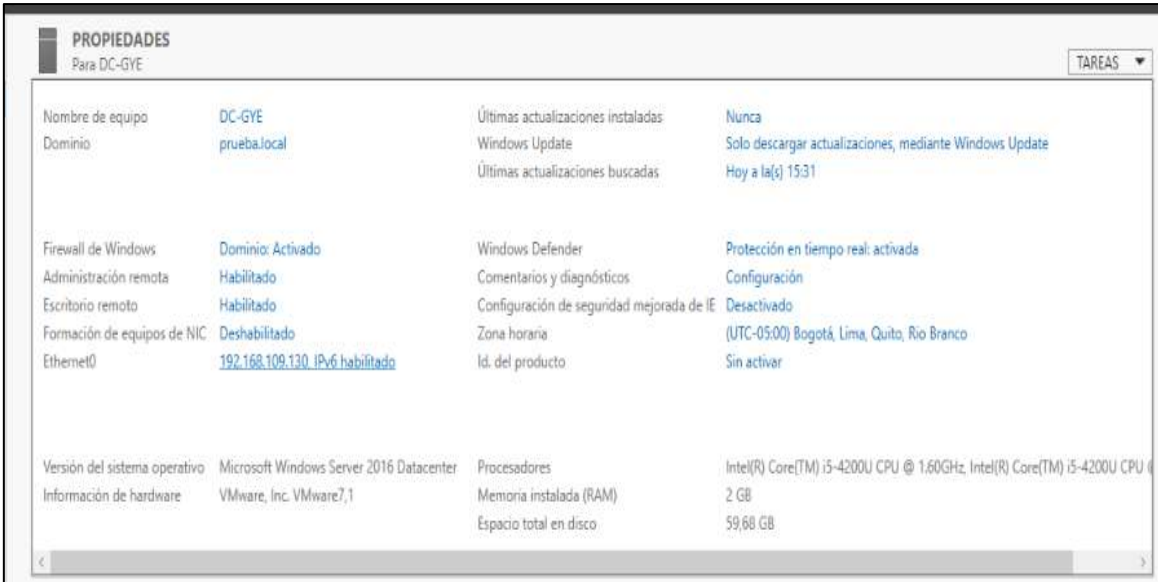 PROPIEDADES
Para DC-GYE
TAREAS
Nombre de equipo DC-GYE Últimas actualizaciones instaladas Nunca
Dominio prueba.local Windows Update Solo descargar actualizaciones, mediante Windows Update
Últimas actualizaciones buscadas Hoy a la(s) 15:31
Firewall de Windows Dominio: Activado Windows Defender Protección en tiempo real: activada
Administración remota Habilitado Comentarios y diagnósticos Configuración
Escritorio remoto Habilitado Configuración de seguridad mejorada de IE Desactivado
Formación de equipos de NIC Deshabilitado Zona horaria (UTC-05:00) Bogotá, Lima, Quito, Rio Branco
Ethernet0 192.168.109.130, IPv6 habilitado Id. del producto Sin activar
Versión del sistema operativo Microsoft Windows Server 2016 Datacenter Procesadores Intel(R) Core(TM) i5-4200U CPU @ 1.60GHz, Intel(R) Core(TM) i5-4200U CPU
Información de hardware VMware, Inc. VMware7,1 Memoria instalada (RAM) 2 GB
Espacio total en disco 59,68 GB